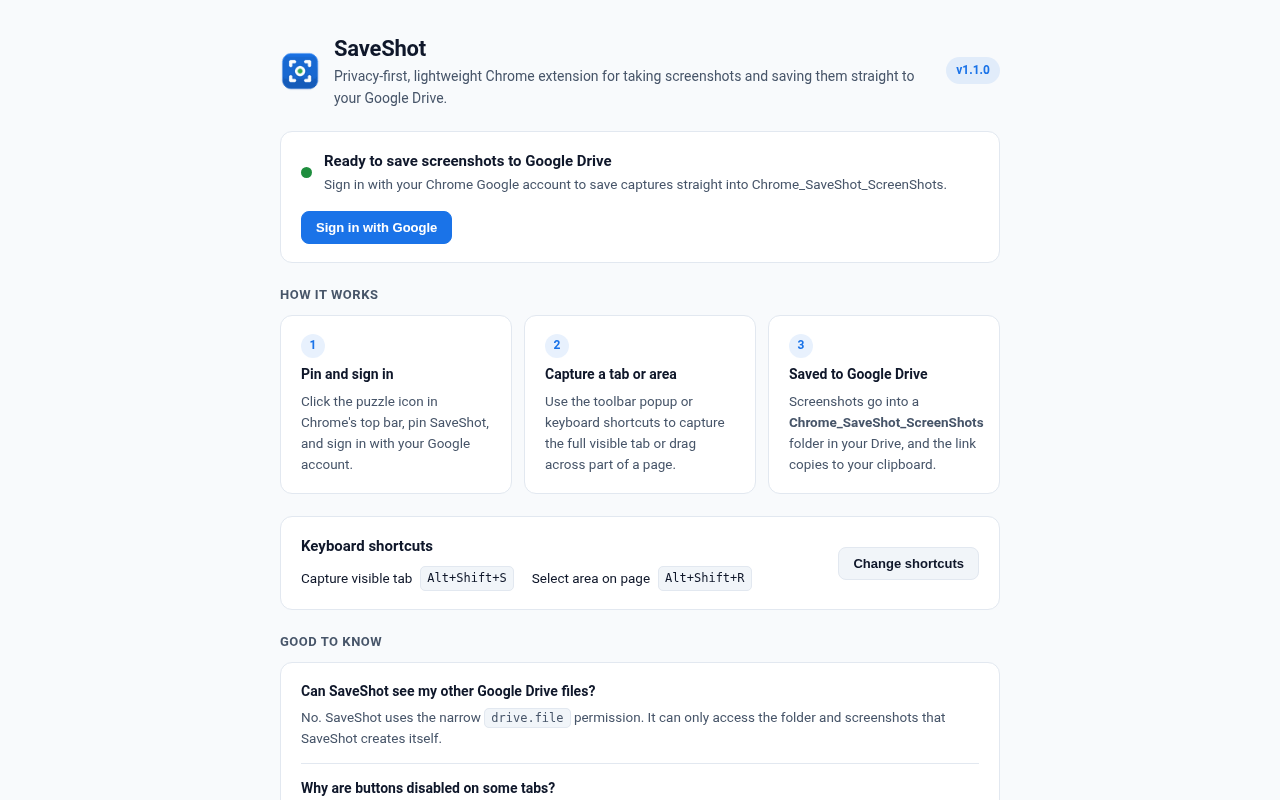 SaveShot
Privacy-first, lightweight Chrome extension for taking screenshots and saving them straight to
your Google Drive.
v1.1.0
Ready to save screenshots to Google Drive
Sign in with your Chrome Google account to save captures straight into Chrome_SaveShot_ScreenShots.
Sign in with Google
HOW IT WORKS
1
Pin and sign in
Click the puzzle icon in
Chrome's top bar, pin SaveShot,
and sign in with your Google
account.
2
Capture a tab or area
Use the toolbar popup or
keyboard shortcuts to capture
the full visible tab or drag
across part of a page.
3
Saved to Google Drive
Screenshots go into a
Chrome_SaveShot_ScreenShots
folder in your Drive, and the link
copies to your clipboard.
Keyboard shortcuts
Capture visible tab Alt+Shift+S Select area on page Alt+Shift+R
Change shortcuts
GOOD TO KNOW
Can SaveShot see my other Google Drive files?
No. SaveShot uses the narrow drive.file permission. It can only access the folder and screenshots that
SaveShot creates itself.
Why are buttons disabled on some tabs?